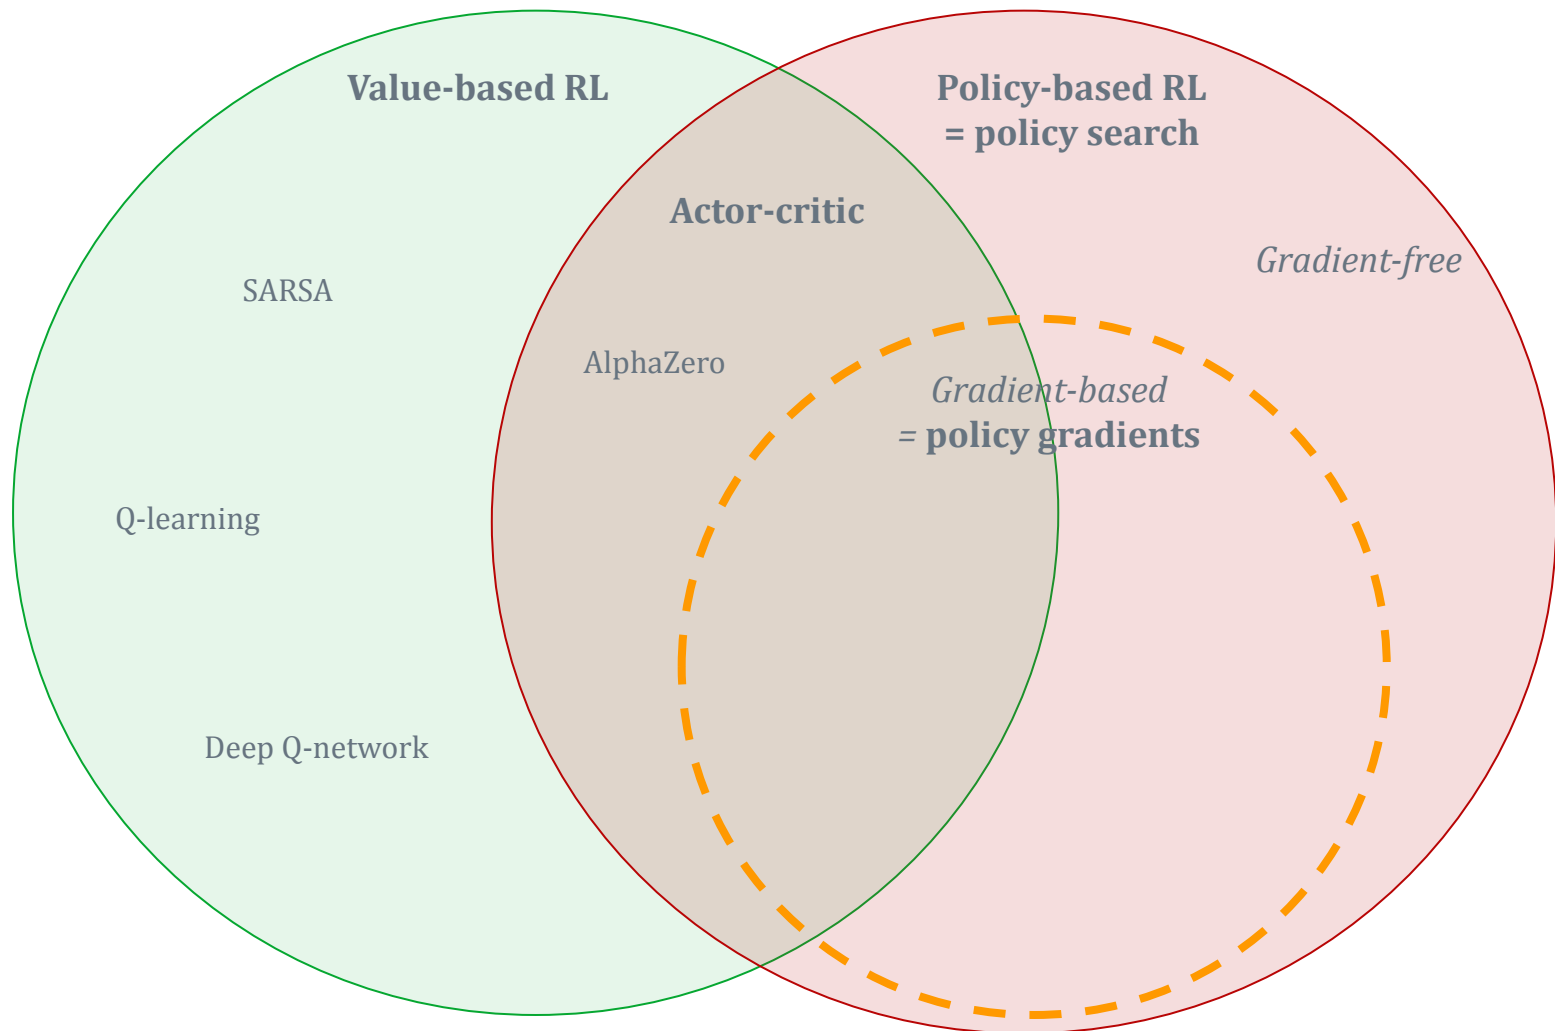 Value-based RL
Policy-based RL
= policy search
Actor-critic
Gradient-free
SARSA
AlphaZero
Gradient-based
= policy gradients
Q-learning
Deep Q-network